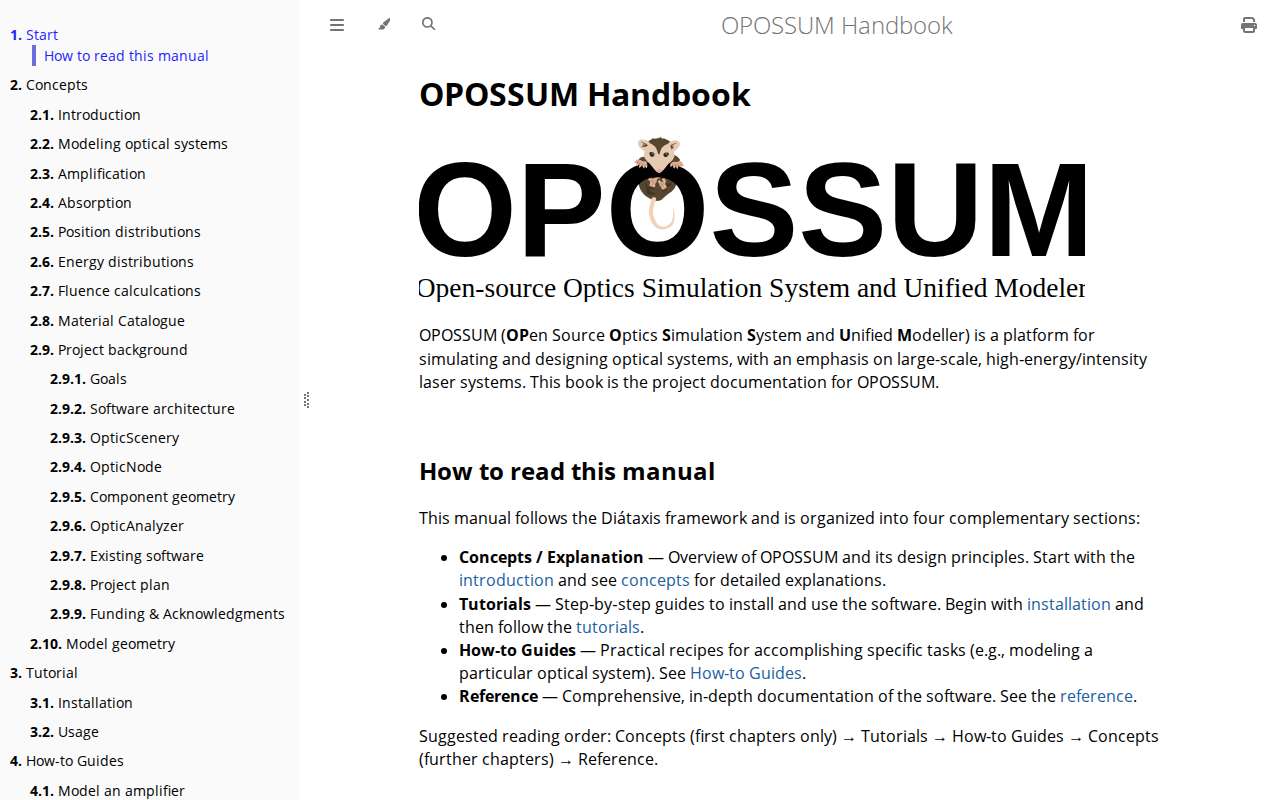 1. Start
How to read this manual
2. Concepts
2.1. Introduction
2.2. Modeling optical systems
2.3. Amplification
2.4. Absorption
2.5. Position distributions
2.6. Energy distributions
2.7. Fluence calculcations
2.8. Material Catalogue
2.9. Project background
2.9.1. Goals
2.9.2. Software architecture
2.9.3. OpticScenery
2.9.4. OpticNode
2.9.5. Component geometry
2.9.6. OpticAnalyzer
2.9.7. Existing software
2.9.8. Project plan
2.9.9. Funding & Acknowledgments
2.10. Model geometry
3. Tutorial
3.1. Installation
3.2. Usage
4. How-to Guides
4.1. Model an amplifier
OPOSSUM Handbook
OPOSSUM Handbook
OPOSSUM
Open-source Optics Simulation System and Unified Modeler
OPOSSUM (OPen Source Optics Simulation System and Unified Modeller) is a platform for
simulating and designing optical systems, with an emphasis on large-scale, high-energy/intensity
laser systems. This book is the project documentation for OPOSSUM.
How to read this manual
This manual follows the Diátaxis framework and is organized into four complementary sections:
• Concepts / Explanation — Overview of OPOSSUM and its design principles. Start with the
introduction and see concepts for detailed explanations.
• Tutorials — Step-by-step guides to install and use the software. Begin with installation and
then follow the tutorials.
• How-to Guides — Practical recipes for accomplishing specific tasks (e.g., modeling a
particular optical system). See How-to Guides.
• Reference — Comprehensive, in-depth documentation of the software. See the reference.
Suggested reading order: Concepts (first chapters only) → Tutorials → How-to Guides → Concepts
(further chapters) → Reference.